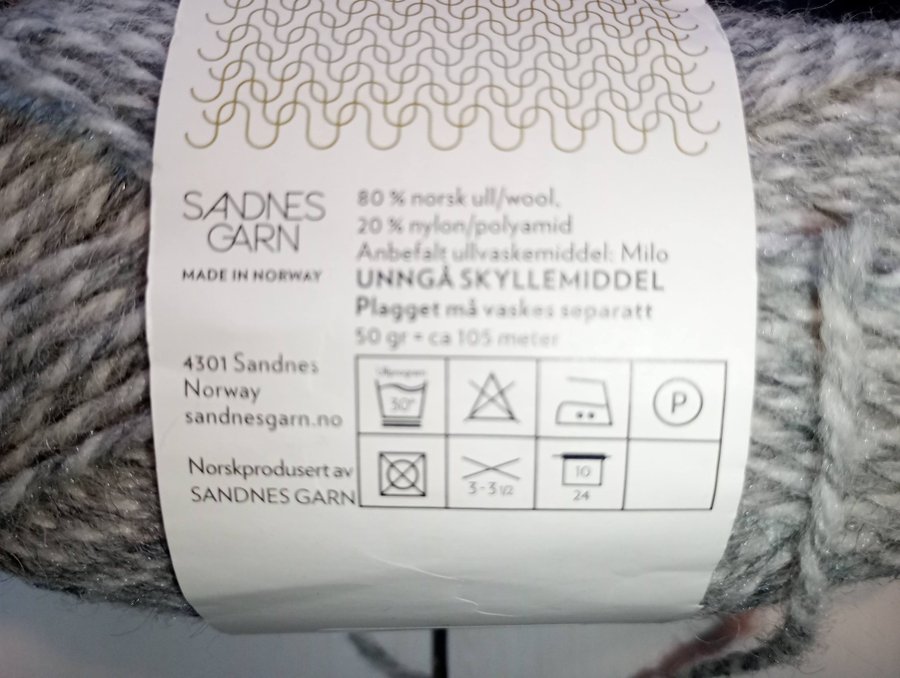 SANDNES
GARN
MADE IN NORWAY
80 % norsk ull/wool.
20 % nylon/polyamid
Anbefalt ullvaskemiddel: Milo
UNNGÅ SKYLLEMIDDEL
Plagget må vaskes separatt
50 gr = ca 105 meter
4301 Sandnes
Norway
sandnesgarn.no
Norskprodusert av
SANDNES GARN
Ullprogram
30°
P
3-3 1/2
10
24